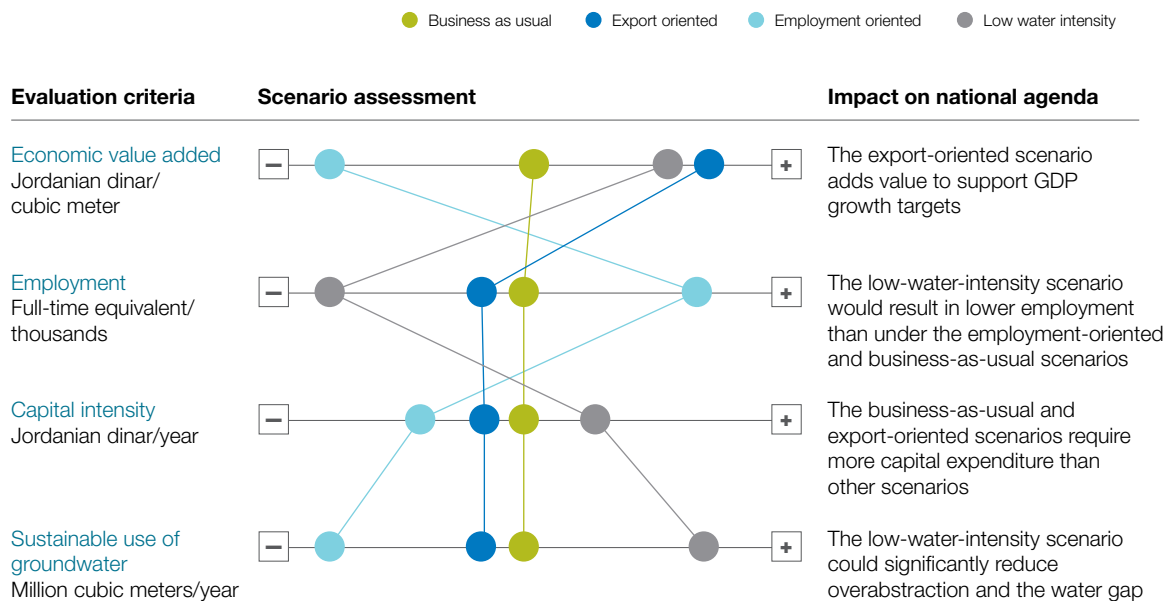 Business as usual
Export oriented
Employment oriented
Low water intensity
Evaluation criteria
Scenario assessment
Impact on national agenda
Economic value added
Jordanian dinar/
cubic meter
−
+
The export-oriented scenario
adds value to support GDP
growth targets
Employment
Full-time equivalent/
thousands
−
+
The low-water-intensity scenario
would result in lower employment
than under the employment-oriented
and business-as-usual scenarios
Capital intensity
Jordanian dinar/year
−
+
The business-as-usual and
export-oriented scenarios require
more capital expenditure than
other scenarios
Sustainable use of
groundwater
Million cubic meters/year
−
+
The low-water-intensity scenario
could significantly reduce
overabstraction and the water gap